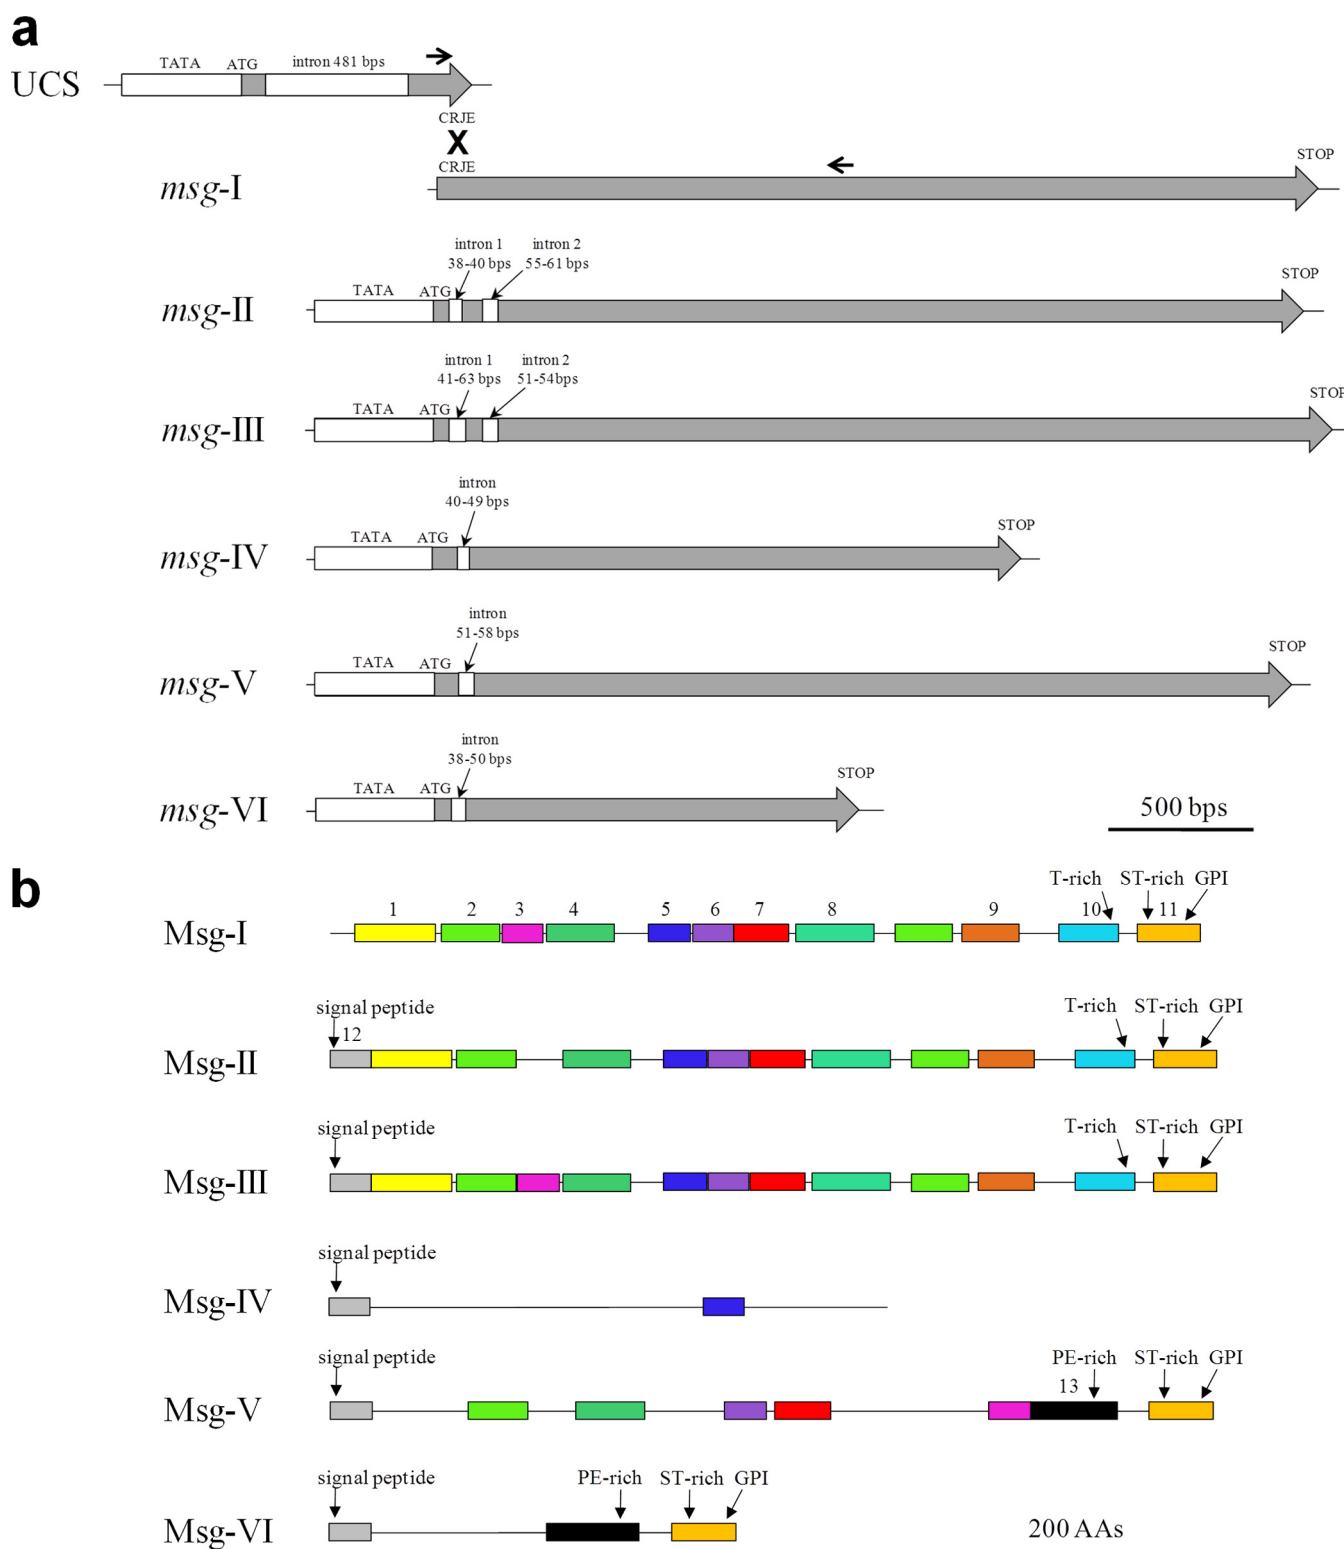 a
UCS
TATA
ATG
intron 481 bps
CRJE
X
CRJE
msg-I
STOP
intron 1
38-40 bps
intron 2
55-61 bps
msg-II
TATA
ATG
STOP
intron 1
41-63 bps
intron 2
51-54bps
msg-III
TATA
ATG
STOP
intron
40-49 bps
msg-IV
TATA
ATG
STOP
intron
51-58 bps
msg-V
TATA
ATG
STOP
intron
38-50 bps
msg-VI
TATA
ATG
STOP
500 bps
b
T-rich ST-rich GPI
1 2 3 4 5 6 7 8 9 10 11
Msg-I
signal peptide
12
T-rich ST-rich GPI
Msg-II
signal peptide
T-rich ST-rich GPI
Msg-III
signal peptide
Msg-IV
signal peptide
PE-rich ST-rich GPI
13
Msg-V
signal peptide
PE-rich ST-rich GPI
Msg-VI
200 AAs